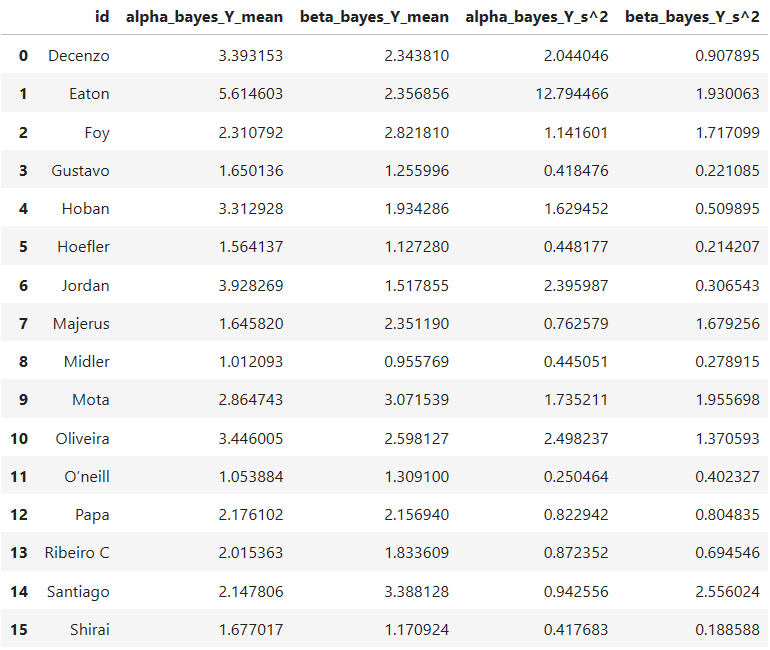 id alpha_bayes_Y_mean beta_bayes_Y_mean alpha_bayes_Y_s^2 beta_bayes_Y_s^2
0 Decenzo 3.393153 2.343810 2.044046 0.907895
1 Eaton 5.614603 2.356856 12.794466 1.930063
2 Foy 2.310792 2.821810 1.141601 1.717099
3 Gustavo 1.650136 1.255996 0.418476 0.221085
4 Hoban 3.312928 1.934286 1.629452 0.509895
5 Hoefler 1.564137 1.127280 0.448177 0.214207
6 Jordan 3.928269 1.517855 2.395987 0.306543
7 Majerus 1.645820 2.351190 0.762579 1.679256
8 Midler 1.012093 0.955769 0.445051 0.278915
9 Mota 2.864743 3.071539 1.735211 1.955698
10 Oliveira 3.446005 2.598127 2.498237 1.370593
11 O′neill 1.053884 1.309100 0.250464 0.402327
12 Papa 2.176102 2.156940 0.822942 0.804835
13 Ribeiro C 2.015363 1.833609 0.872352 0.694546
14 Santiago 2.147806 3.388128 0.942556 2.556024
15 Shirai 1.677017 1.170924 0.417683 0.188588